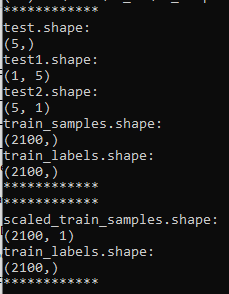 ************
test.shape:
(5,)
test1.shape:
(1, 5)
test2.shape:
(5, 1)
train_samples.shape:
(2100,)
train_labels.shape:
(2100,)
************
************
scaled_train_samples.shape:
(2100, 1)
train_labels.shape:
(2100,)
************